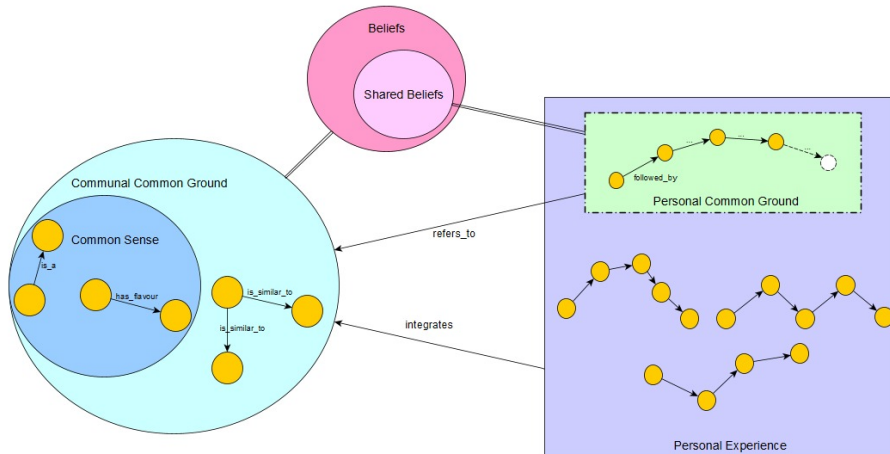 Beliefs
Shared Beliefs
Communal Common Ground
Common Sense
is_a
has_flavour
is_similar_to
is_similar_to
refers_to
integrates
followed_by
...
...
...
Personal Common Ground
Personal Experience